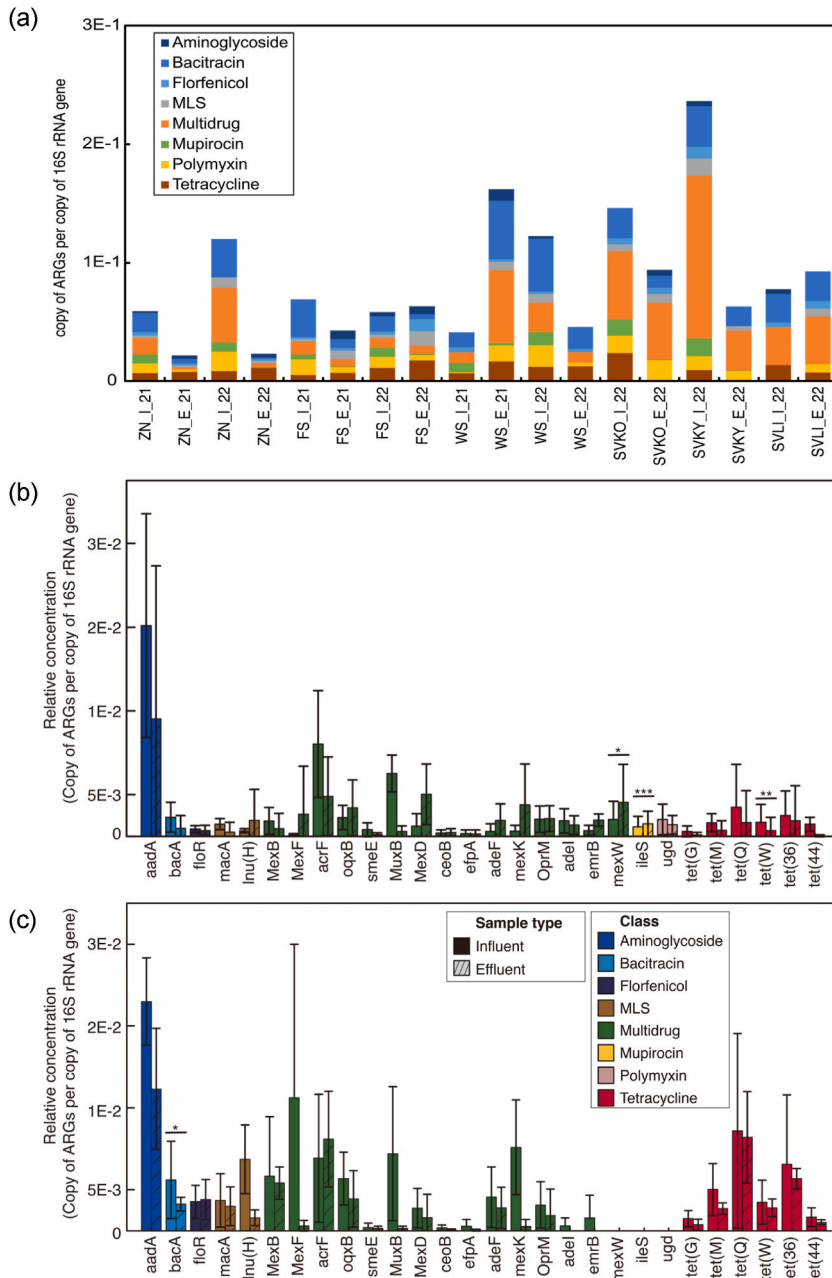 (a)
3E-1
2E-1
1E-1
0
copy of ARGs per copy of 16S rRNA gene
Aminoglycoside
Bacitracin
Florfenicol
MLS
Multidrug
Mupirocin
Polymyxin
Tetracycline
ZN_I_21
ZN_E_21
ZN_I_22
ZN_E_22
FS_I_21
FS_E_21
FS_I_22
FS_E_22
WS_I_21
WS_E_21
WS_I_22
WS_E_22
SVKO_I_22
SVKO_E_22
SVKY_I_22
SVKY_E_22
SVLI_I_22
SVLI_E_22
(b)
Relative concentration
(Copy of ARGs per copy of 16S rRNA gene)
3E-2
2E-2
1E-2
5E-3
0
*
***
**
aadA
bacA
floR
macA
lnu(H)
MexB
MexF
acrF
oqxB
smeE
MuxB
MexD
ceoB
efpA
adeF
mexK
OprM
adeI
emrB
mexW
ileS
ugd
tet(G)
tet(M)
tet(Q)
tet(W)
tet(36)
tet(44)
(c)
Relative concentration
(Copy of ARGs per copy of 16S rRNA gene)
3E-2
2E-2
1E-2
5E-3
0
*
Sample type
Influent
Effluent
Class
Aminoglycoside
Bacitracin
Florfenicol
MLS
Multidrug
Mupirocin
Polymyxin
Tetracycline
aadA
bacA
floR
macA
lnu(H)
MexB
MexF
acrF
oqxB
smeE
MuxB
MexD
ceoB
efpA
adeF
mexK
OprM
adeI
emrB
mexW
ileS
ugd
tet(G)
tet(M)
tet(Q)
tet(W)
tet(36)
tet(44)